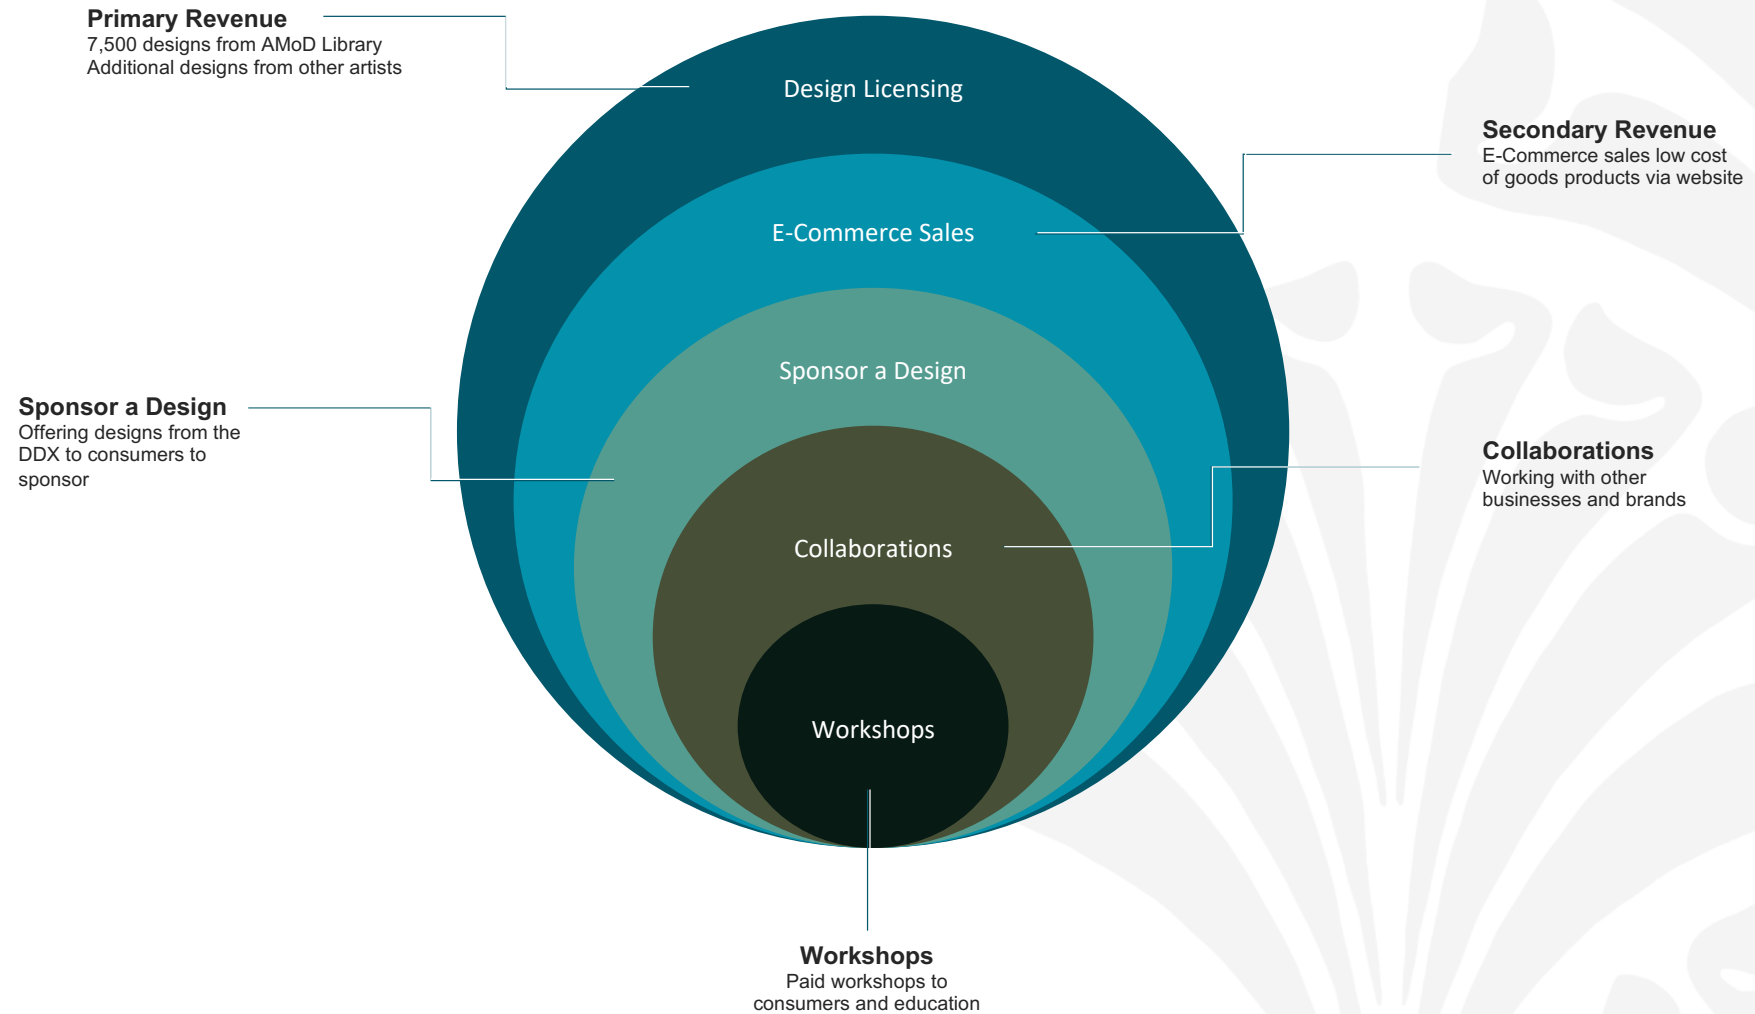 Primary Revenue
7,500 designs from AMoD Library
Additional designs from other artists
Design Licensing
Secondary Revenue
E-Commerce sales low cost
of goods products via website
E-Commerce Sales
Sponsor a Design
Sponsor a Design
Offering designs from the
DDX to consumers to
sponsor
Collaborations
Working with other
businesses and brands
Collaborations
Workshops
Workshops
Paid workshops to
consumers and education